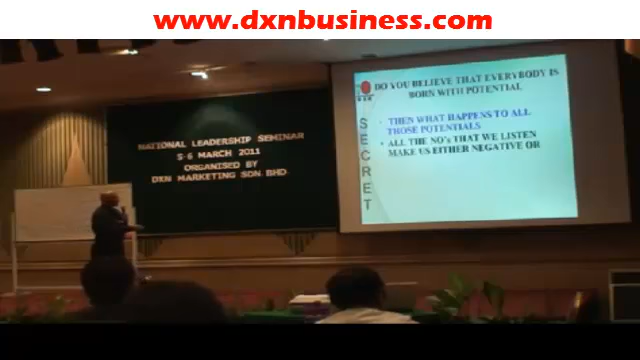 www.dxnbusiness.com
NATIONAL LEADERSHIP SEMINAR
5-6 MARCH 2011
ORGANISED BY
DXN MARKETING SDN BHD
DXN
DO YOU BELIEVE THAT EVERYBODY IS
BORN WITH POTENTIAL
SECRET
• THEN WHAT HAPPENS TO ALL
THOSE POTENTIALS
• ALL THE NO's THAT WE LISTEN
MAKE US EITHER NEGATIVE OR